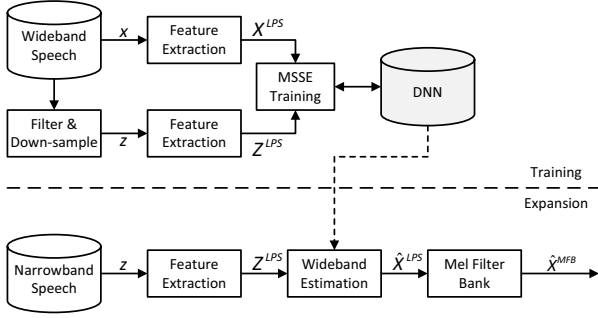 Wideband
Speech
x
Feature
Extraction
X^LPS
MSSE
Training
DNN
Filter &
Down-sample
z
Feature
Extraction
Z^LPS
Training
Expansion
Narrowband
Speech
z
Feature
Extraction
Z^LPS
Wideband
Estimation
X̂^LPS
Mel Filter
Bank
X̂^MFB